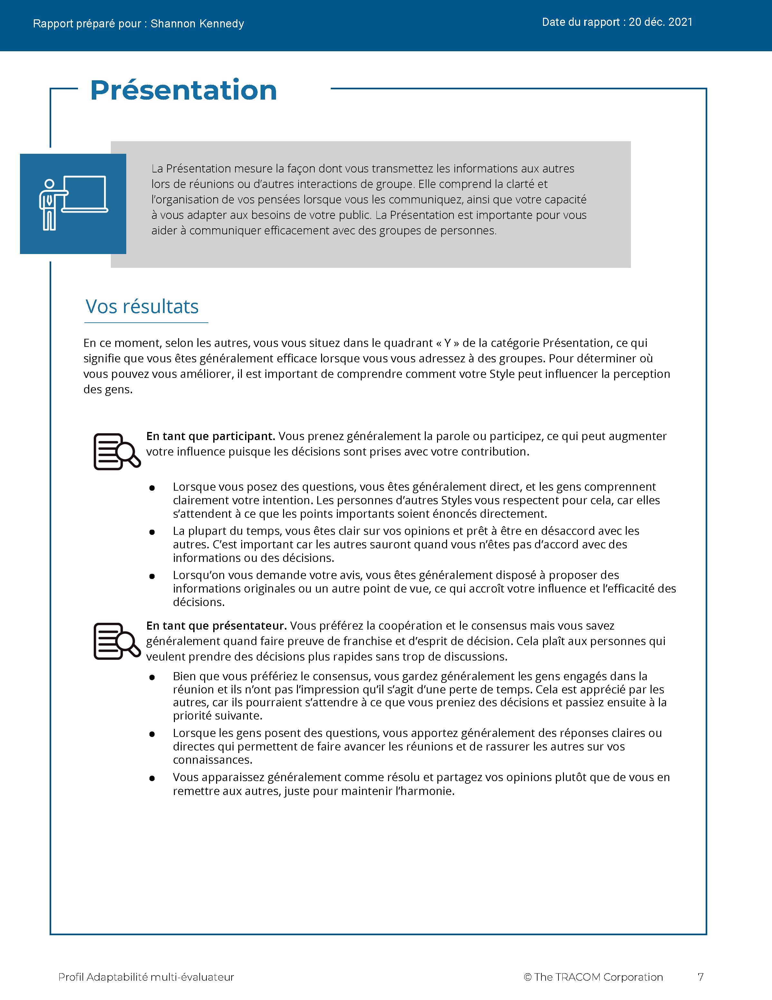 Rapport préparé pour : Shannon Kennedy
Date du rapport : 20 déc. 2021
Présentation
La Présentation mesure la façon dont vous transmettez les informations aux autres
lors de réunions ou d’autres interactions de groupe. Elle comprend la clarté et
l’organisation de vos pensées lorsque vous les communiquez, ainsi que votre capacité
à vous adapter aux besoins de votre public. La Présentation est importante pour vous
aider à communiquer efficacement avec des groupes de personnes.
Vos résultats
En ce moment, selon les autres, vous vous situez dans le quadrant « Y » de la catégorie Présentation, ce qui
signifie que vous êtes généralement efficace lorsque vous vous adressez à des groupes. Pour déterminer où
vous pouvez vous améliorer, il est important de comprendre comment votre Style peut influencer la perception
des gens.
En tant que participant. Vous prenez généralement la parole ou participez, ce qui peut augmenter
votre influence puisque les décisions sont prises avec votre contribution.
● Lorsque vous posez des questions, vous êtes généralement direct, et les gens comprennent
clairement votre intention. Les personnes d’autres Styles vous respectent pour cela, car elles
s’attendent à ce que les points importants soient énoncés directement.
● La plupart du temps, vous êtes clair sur vos opinions et prêt à être en désaccord avec les
autres. C’est important car les autres sauront quand vous n’êtes pas d’accord avec des
informations ou des décisions.
● Lorsqu’on vous demande votre avis, vous êtes généralement disposé à proposer des
informations originales ou un autre point de vue, ce qui accroît votre influence et l’efficacité des
décisions.
En tant que présentateur. Vous préférez la coopération et le consensus mais vous savez
généralement quand faire preuve de franchise et d’esprit de décision. Cela plaît aux personnes qui
veulent prendre des décisions plus rapides sans trop de discussions.
● Bien que vous préfériez le consensus, vous gardez généralement les gens engagés dans la
réunion et ils n’ont pas l’impression qu’il s’agit d’une perte de temps. Cela est apprécié par les
autres, car ils pourraient s’attendre à ce que vous preniez des décisions et passiez ensuite à la
priorité suivante.
● Lorsque les gens posent des questions, vous apportez généralement des réponses claires ou
directes qui permettent de faire avancer les réunions et de rassurer les autres sur vos
connaissances.
● Vous apparaissez généralement comme résolu et partagez vos opinions plutôt que de vous en
remettre aux autres, juste pour maintenir l’harmonie.
Profil Adaptabilité multi-évaluateur
© The TRACOM Corporation 7